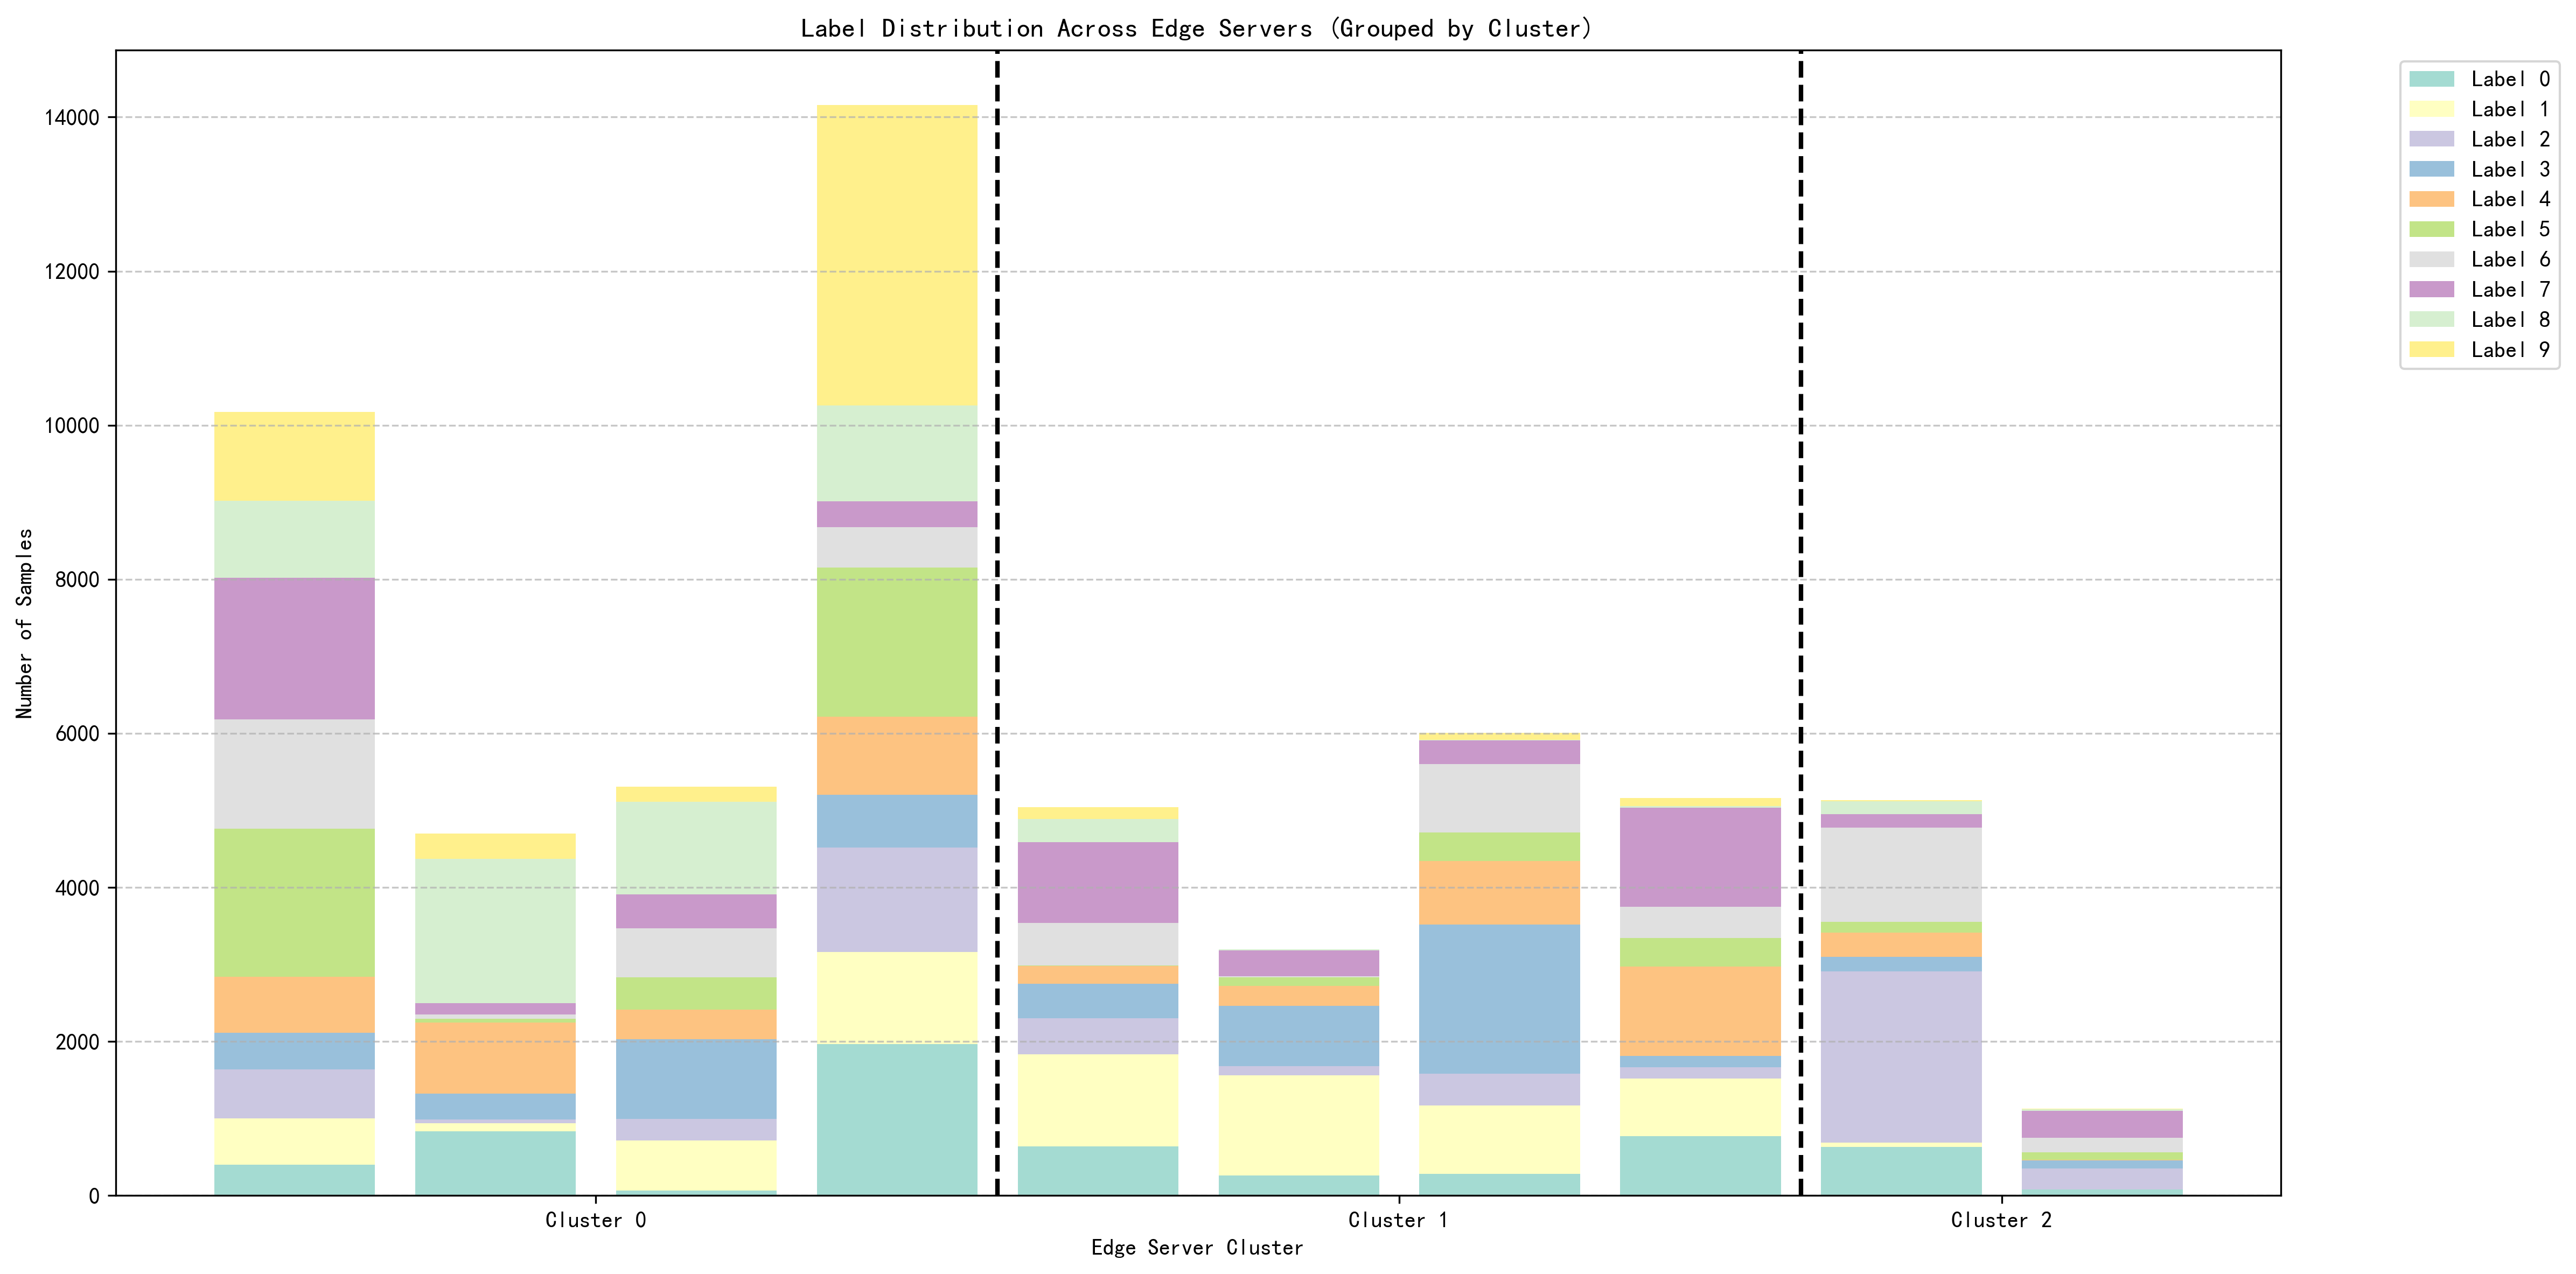 Label Distribution Across Edge Servers (Grouped by Cluster)
Number of Samples
14000
12000
10000
8000
6000
4000
2000
0
Cluster 0
Cluster 1
Cluster 2
Edge Server Cluster
Label 0
Label 1
Label 2
Label 3
Label 4
Label 5
Label 6
Label 7
Label 8
Label 9